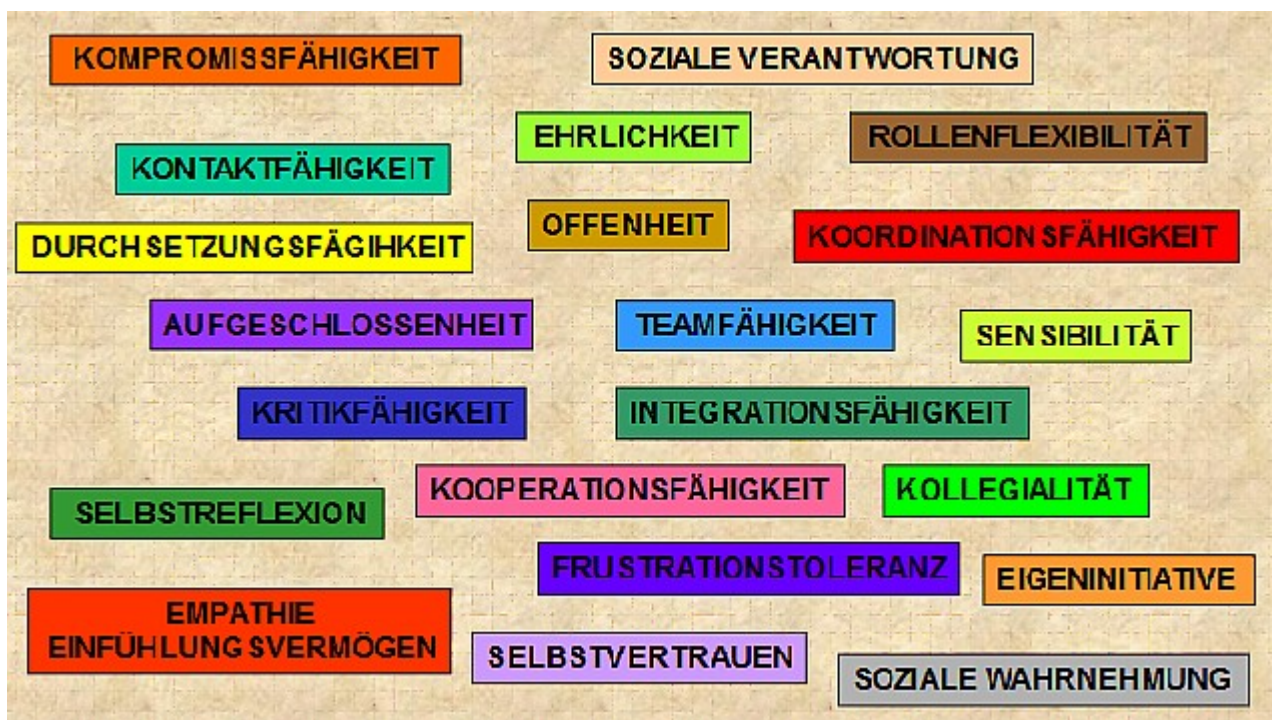 KOMPROMISSFÄHIGKEIT
SOZIALE VERANTWORTUNG
EHRLICHKEIT
ROLLENFLEXIBILITÄT
KONTAKTFÄHIGKEIT
OFFENHEIT
KOORDINATIONSFÄHIGKEIT
DURCHSETZUNGSFÄGIHKEIT
AUFGESCHLOSSENHEIT
TEAMFÄHIGKEIT
SENSIBILITÄT
KRITIKFÄHIGKEIT
INTEGRATIONSFÄHIGKEIT
KOOPERATIONSFÄHIGKEIT
KOLLEGIALITÄT
SELBSTREFLEXION
FRUSTRATIONSTOLERANZ
EIGENINITIATIVE
EMPATHIE
EINFÜHLUNGSVERMÖGEN
SELBSTVERTRAUEN
SOZIALE WAHRNEHMUNG